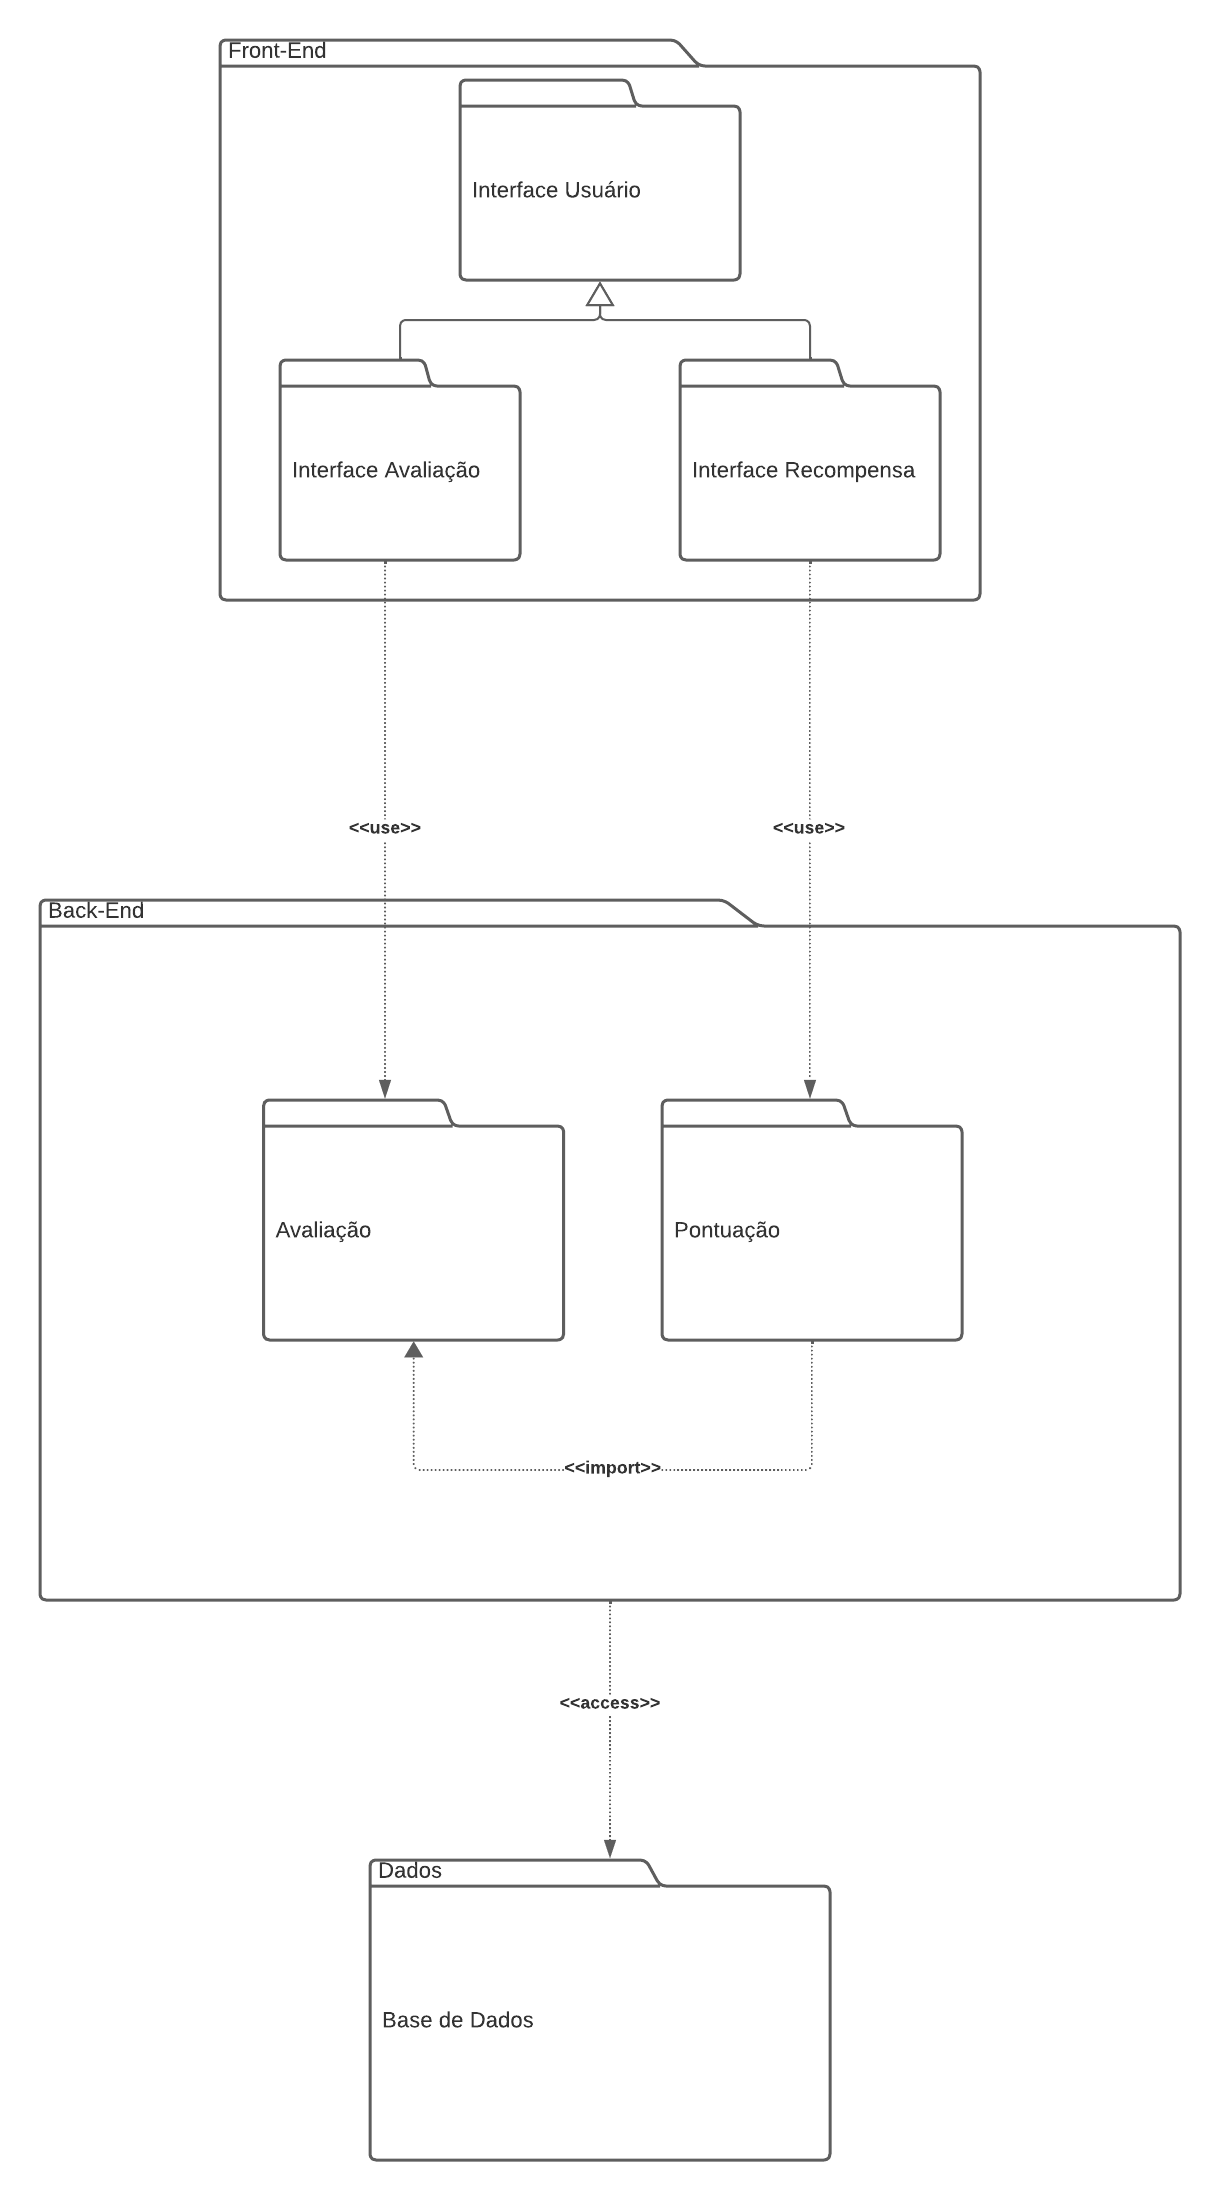 Front-End
Interface Usuário
Interface Avaliação
Interface Recompensa
<<use>>
<<use>>
Back-End
Avaliação
Pontuação
<<import>>
<<access>>
Dados
Base de Dados